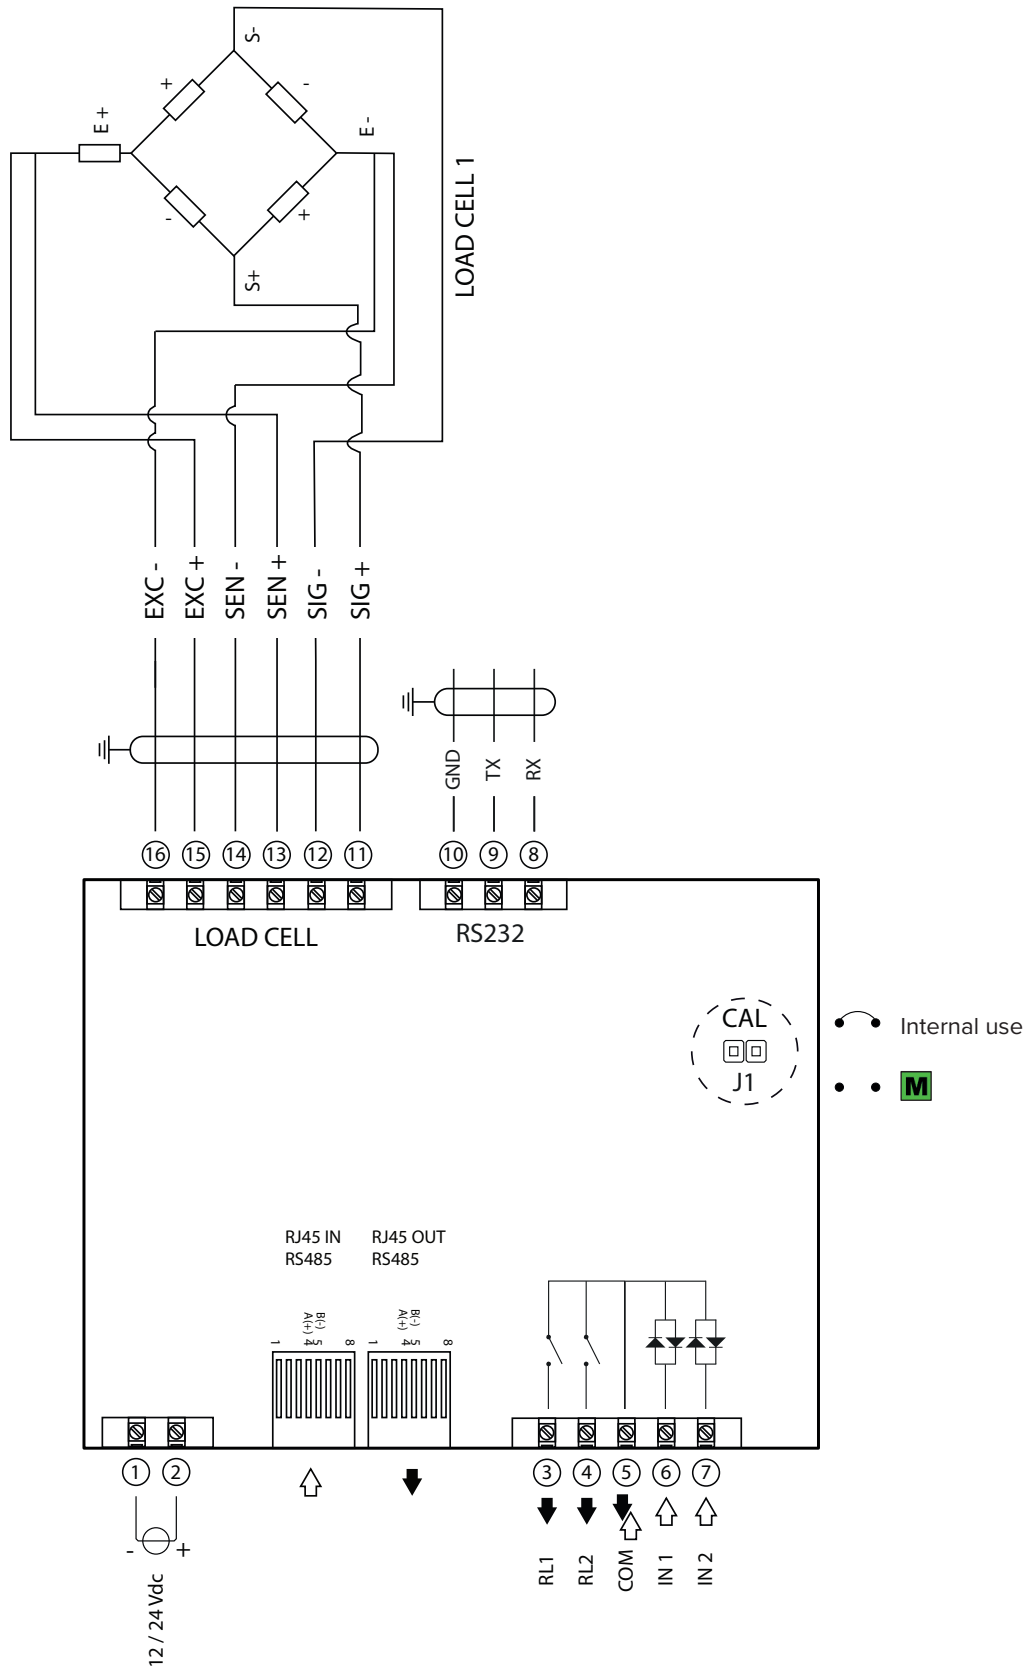 S-
+
-
E +
E -
-
+
S+
LOAD CELL 1
EXC -
EXC +
SEN -
SEN +
SIG -
SIG +
GND
TX
RX
16
15
14
13
12
11
10
9
8
LOAD CELL
RS232
CAL
J1
Internal use
M
RJ45 IN
RS485
RJ45 OUT
RS485
1
A(+) 4
B(-) 5
8
1
A(+) 4
B(-) 5
8
1
2
3
4
5
6
7
-
+
12 / 24 Vdc
RL1
RL2
COM
IN 1
IN 2